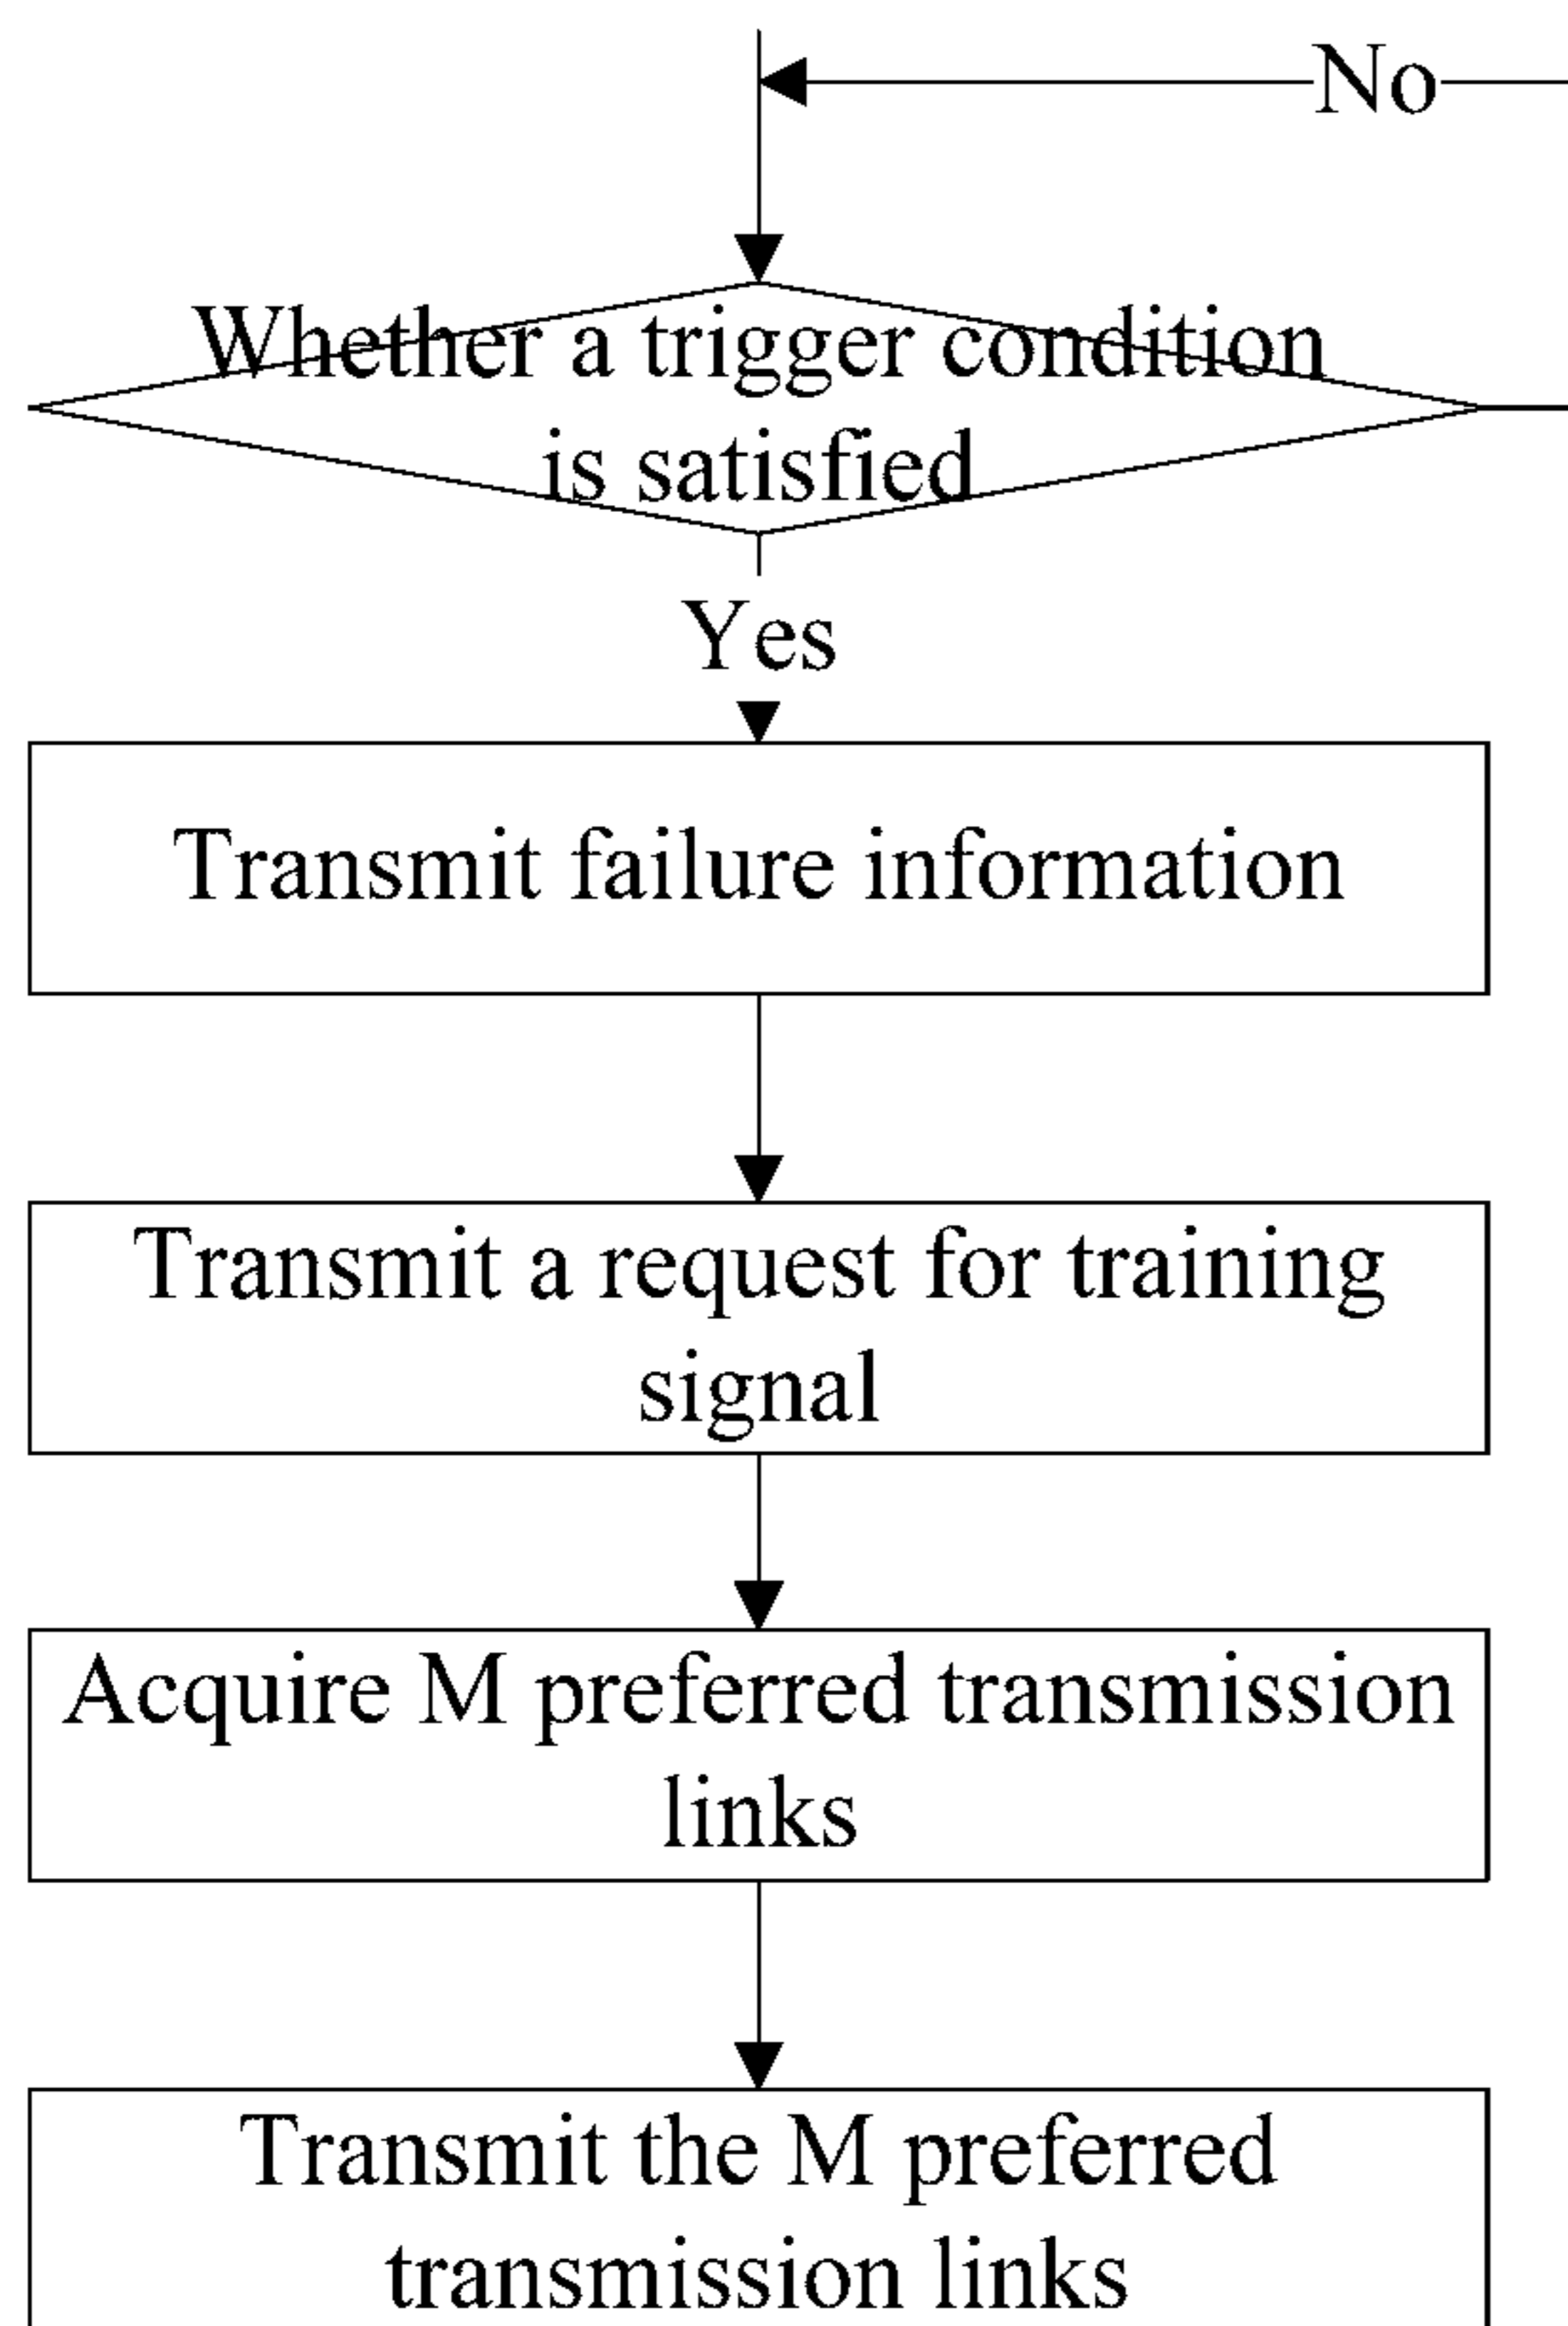 No
Whether a trigger condition
is satisfied
Yes
Transmit failure information
Transmit a request for training
signal
Acquire M preferred transmission
links
Transmit the M preferred
transmission links